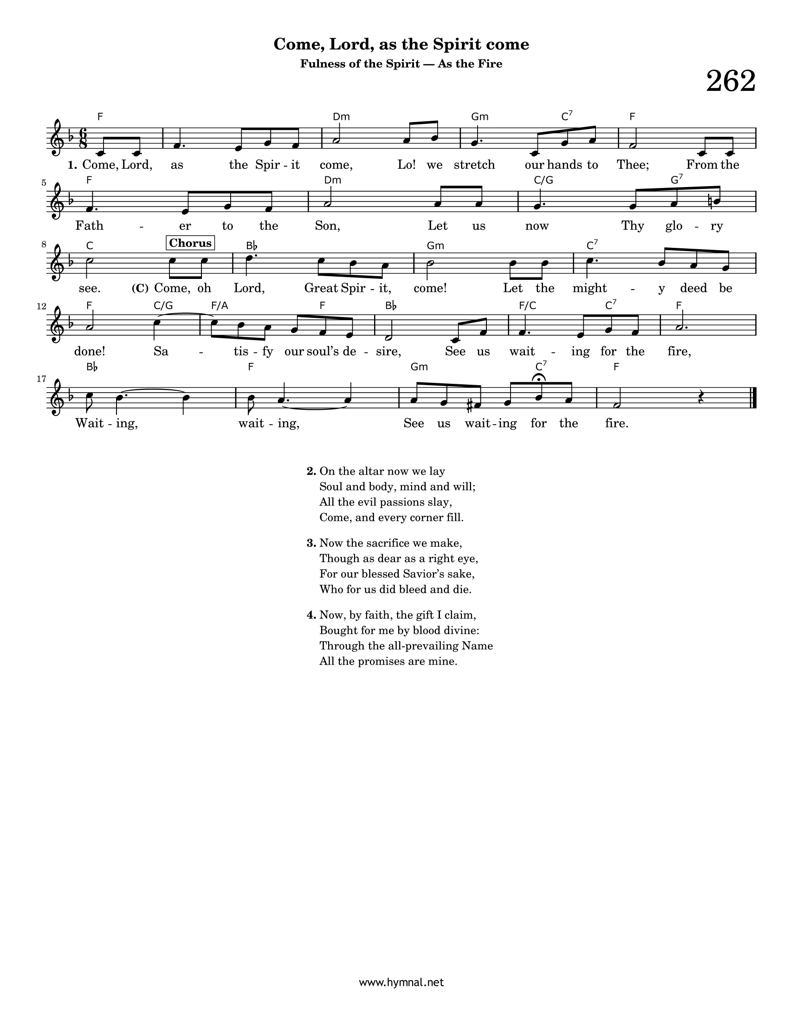 Come, Lord, as the Spirit come
Fulness of the Spirit — As the Fire
262
F Dm Gm C7 F
1. Come, Lord, as the Spir - it come, Lo! we stretch our hands to Thee; From the
5 F Dm C/G G7
Fath - er to the Son, Let us now Thy glo - ry
8 C Chorus B♭ Gm C7
see. (C) Come, oh Lord, Great Spir - it, come! Let the might - y deed be
12 F C/G F/A F B♭ F/C C7 F
done! Sa - tis - fy our soul's de - sire, See us wait - ing for the fire,
17 B♭ F Gm C7 F
Wait - ing, wait - ing, See us wait - ing for the fire.
2. On the altar now we lay
Soul and body, mind and will;
All the evil passions slay,
Come, and every corner fill.
3. Now the sacrifice we make,
Though as dear as a right eye,
For our blessed Savior's sake,
Who for us did bleed and die.
4. Now, by faith, the gift I claim,
Bought for me by blood divine:
Through the all-prevailing Name
All the promises are mine.
www.hymnal.net